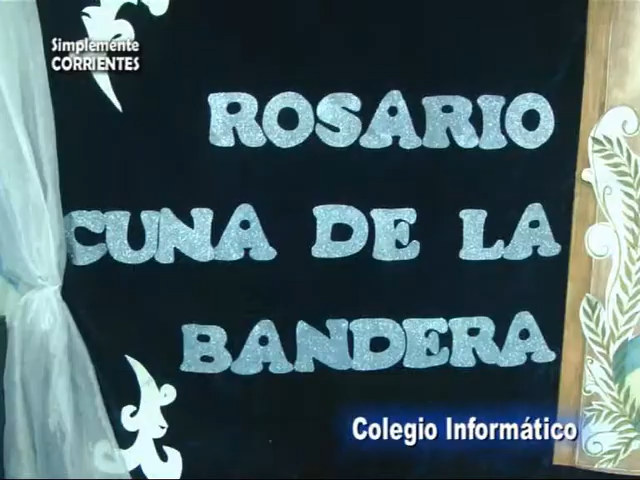 Simplemente
CORRIENTES
ROSARIO
CUNA DE LA
BANDERA
Colegio Informático